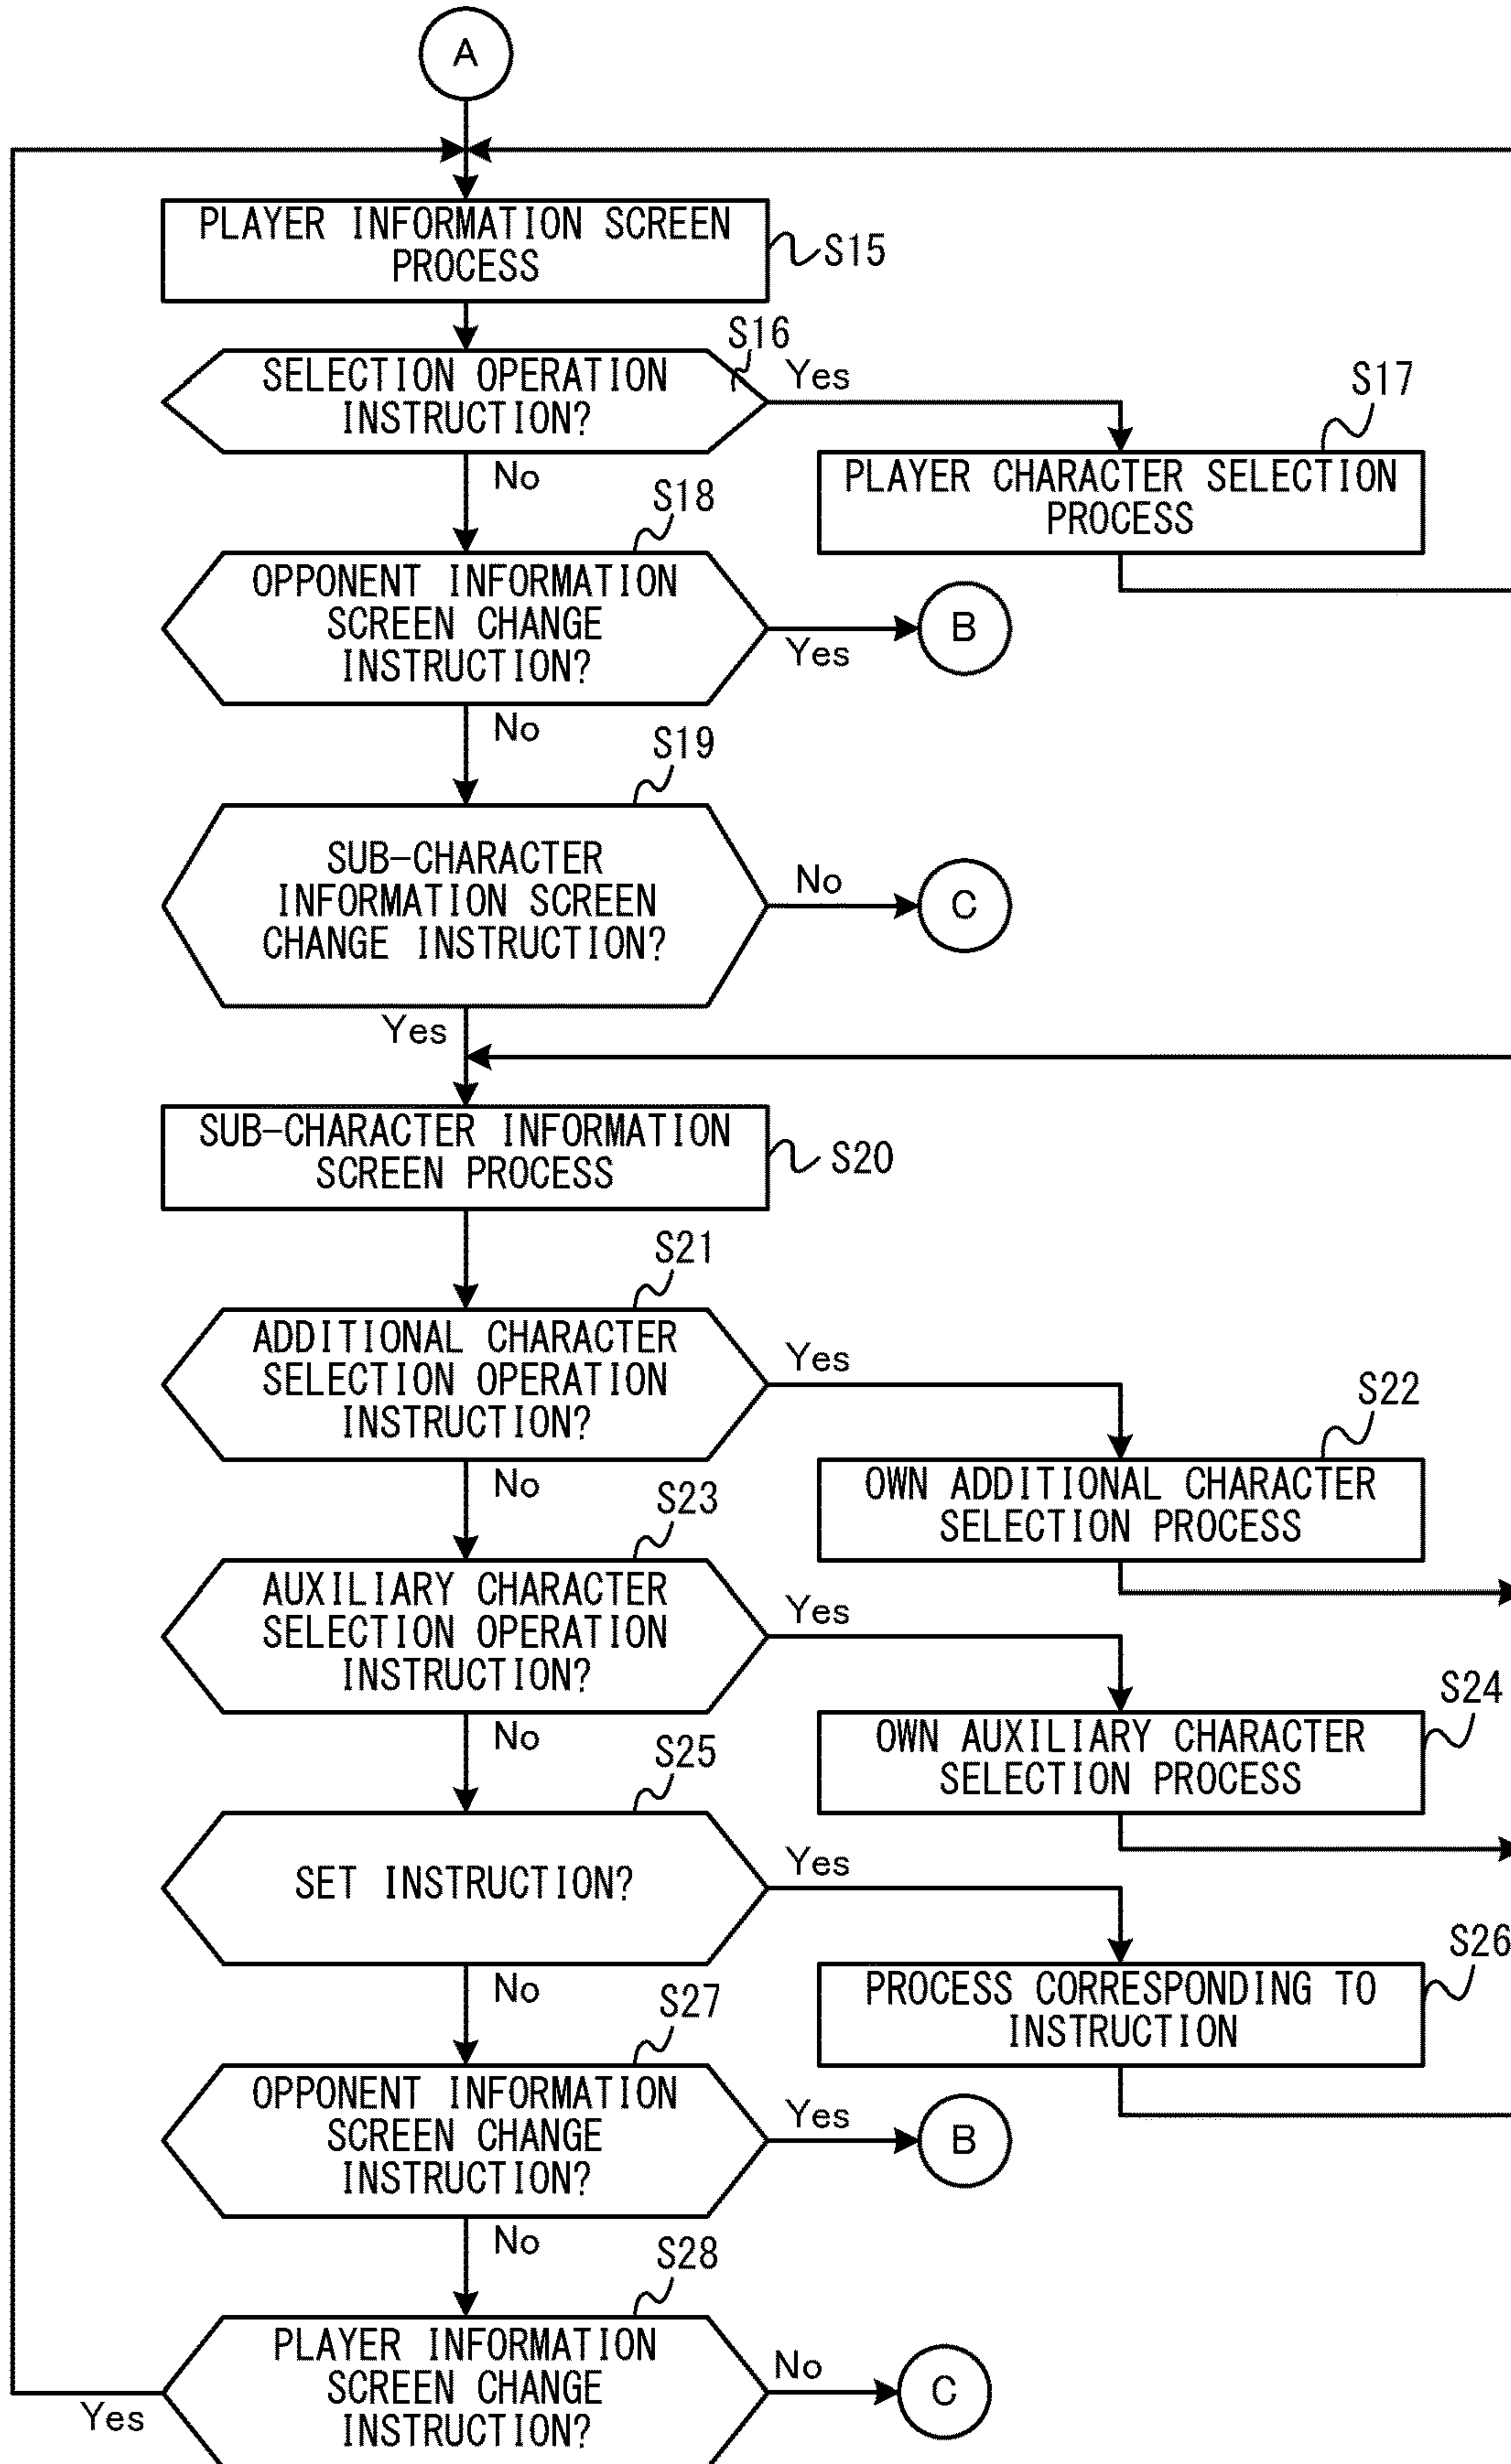 A
PLAYER INFORMATION SCREEN
PROCESS
S15
S16
SELECTION OPERATION
INSTRUCTION?
Yes
No
S17
PLAYER CHARACTER SELECTION
PROCESS
S18
OPPONENT INFORMATION
SCREEN CHANGE
INSTRUCTION?
Yes
B
No
S19
SUB-CHARACTER
INFORMATION SCREEN
CHANGE INSTRUCTION?
No
C
Yes
SUB-CHARACTER INFORMATION
SCREEN PROCESS
S20
S21
ADDITIONAL CHARACTER
SELECTION OPERATION
INSTRUCTION?
Yes
No
S22
OWN ADDITIONAL CHARACTER
SELECTION PROCESS
S23
AUXILIARY CHARACTER
SELECTION OPERATION
INSTRUCTION?
Yes
No
S24
OWN AUXILIARY CHARACTER
SELECTION PROCESS
S25
SET INSTRUCTION?
Yes
No
S26
PROCESS CORRESPONDING TO
INSTRUCTION
S27
OPPONENT INFORMATION
SCREEN CHANGE
INSTRUCTION?
Yes
B
No
S28
PLAYER INFORMATION
SCREEN CHANGE
INSTRUCTION?
No
C
Yes